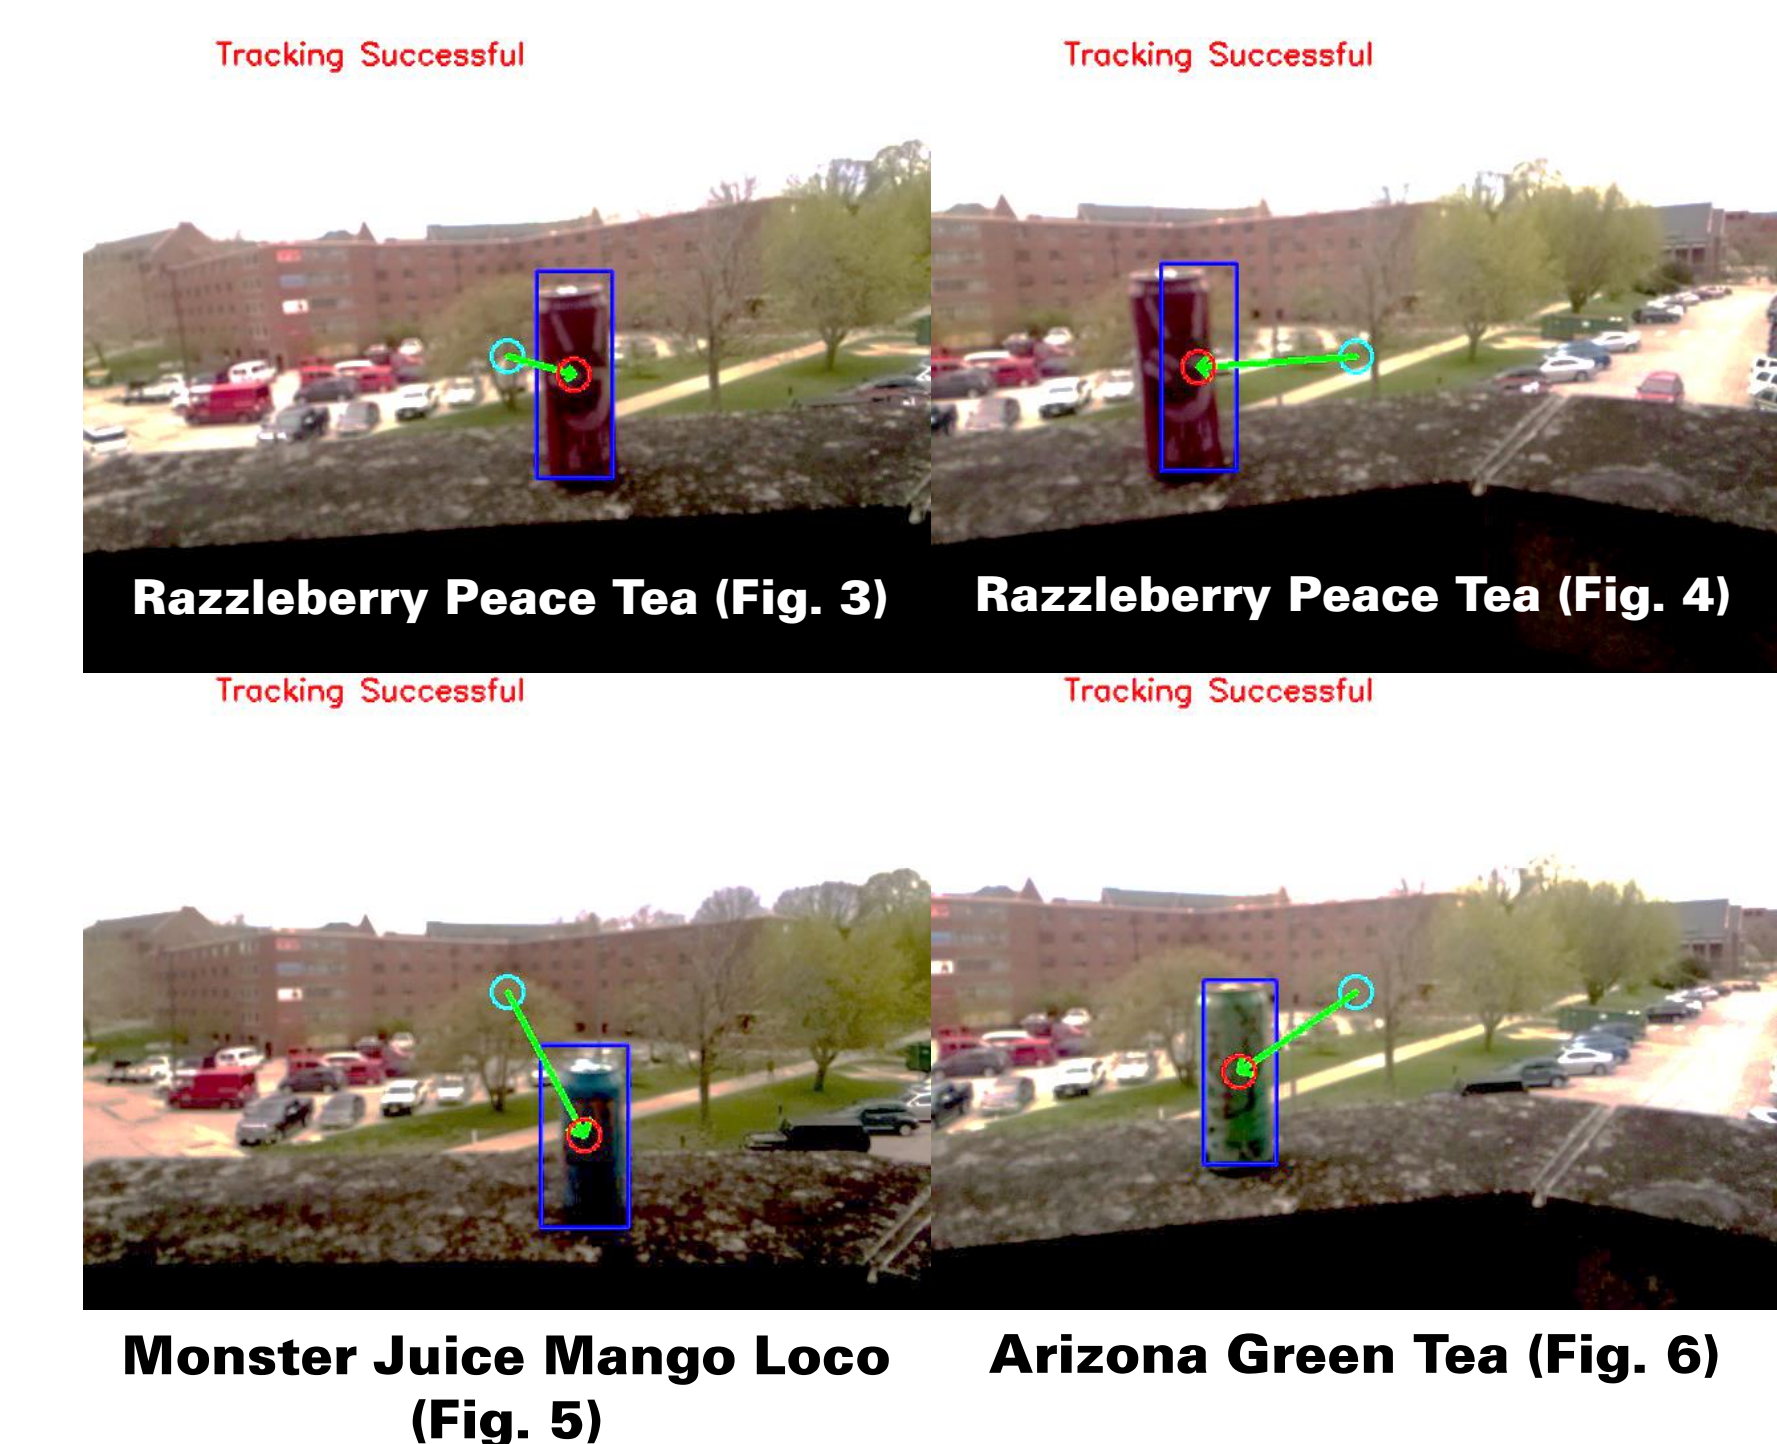 Tracking Successful
Tracking Successful
Razzleberry Peace Tea (Fig. 3)
Razzleberry Peace Tea (Fig. 4)
Tracking Successful
Tracking Successful
Monster Juice Mango Loco
(Fig. 5)
Arizona Green Tea (Fig. 6)